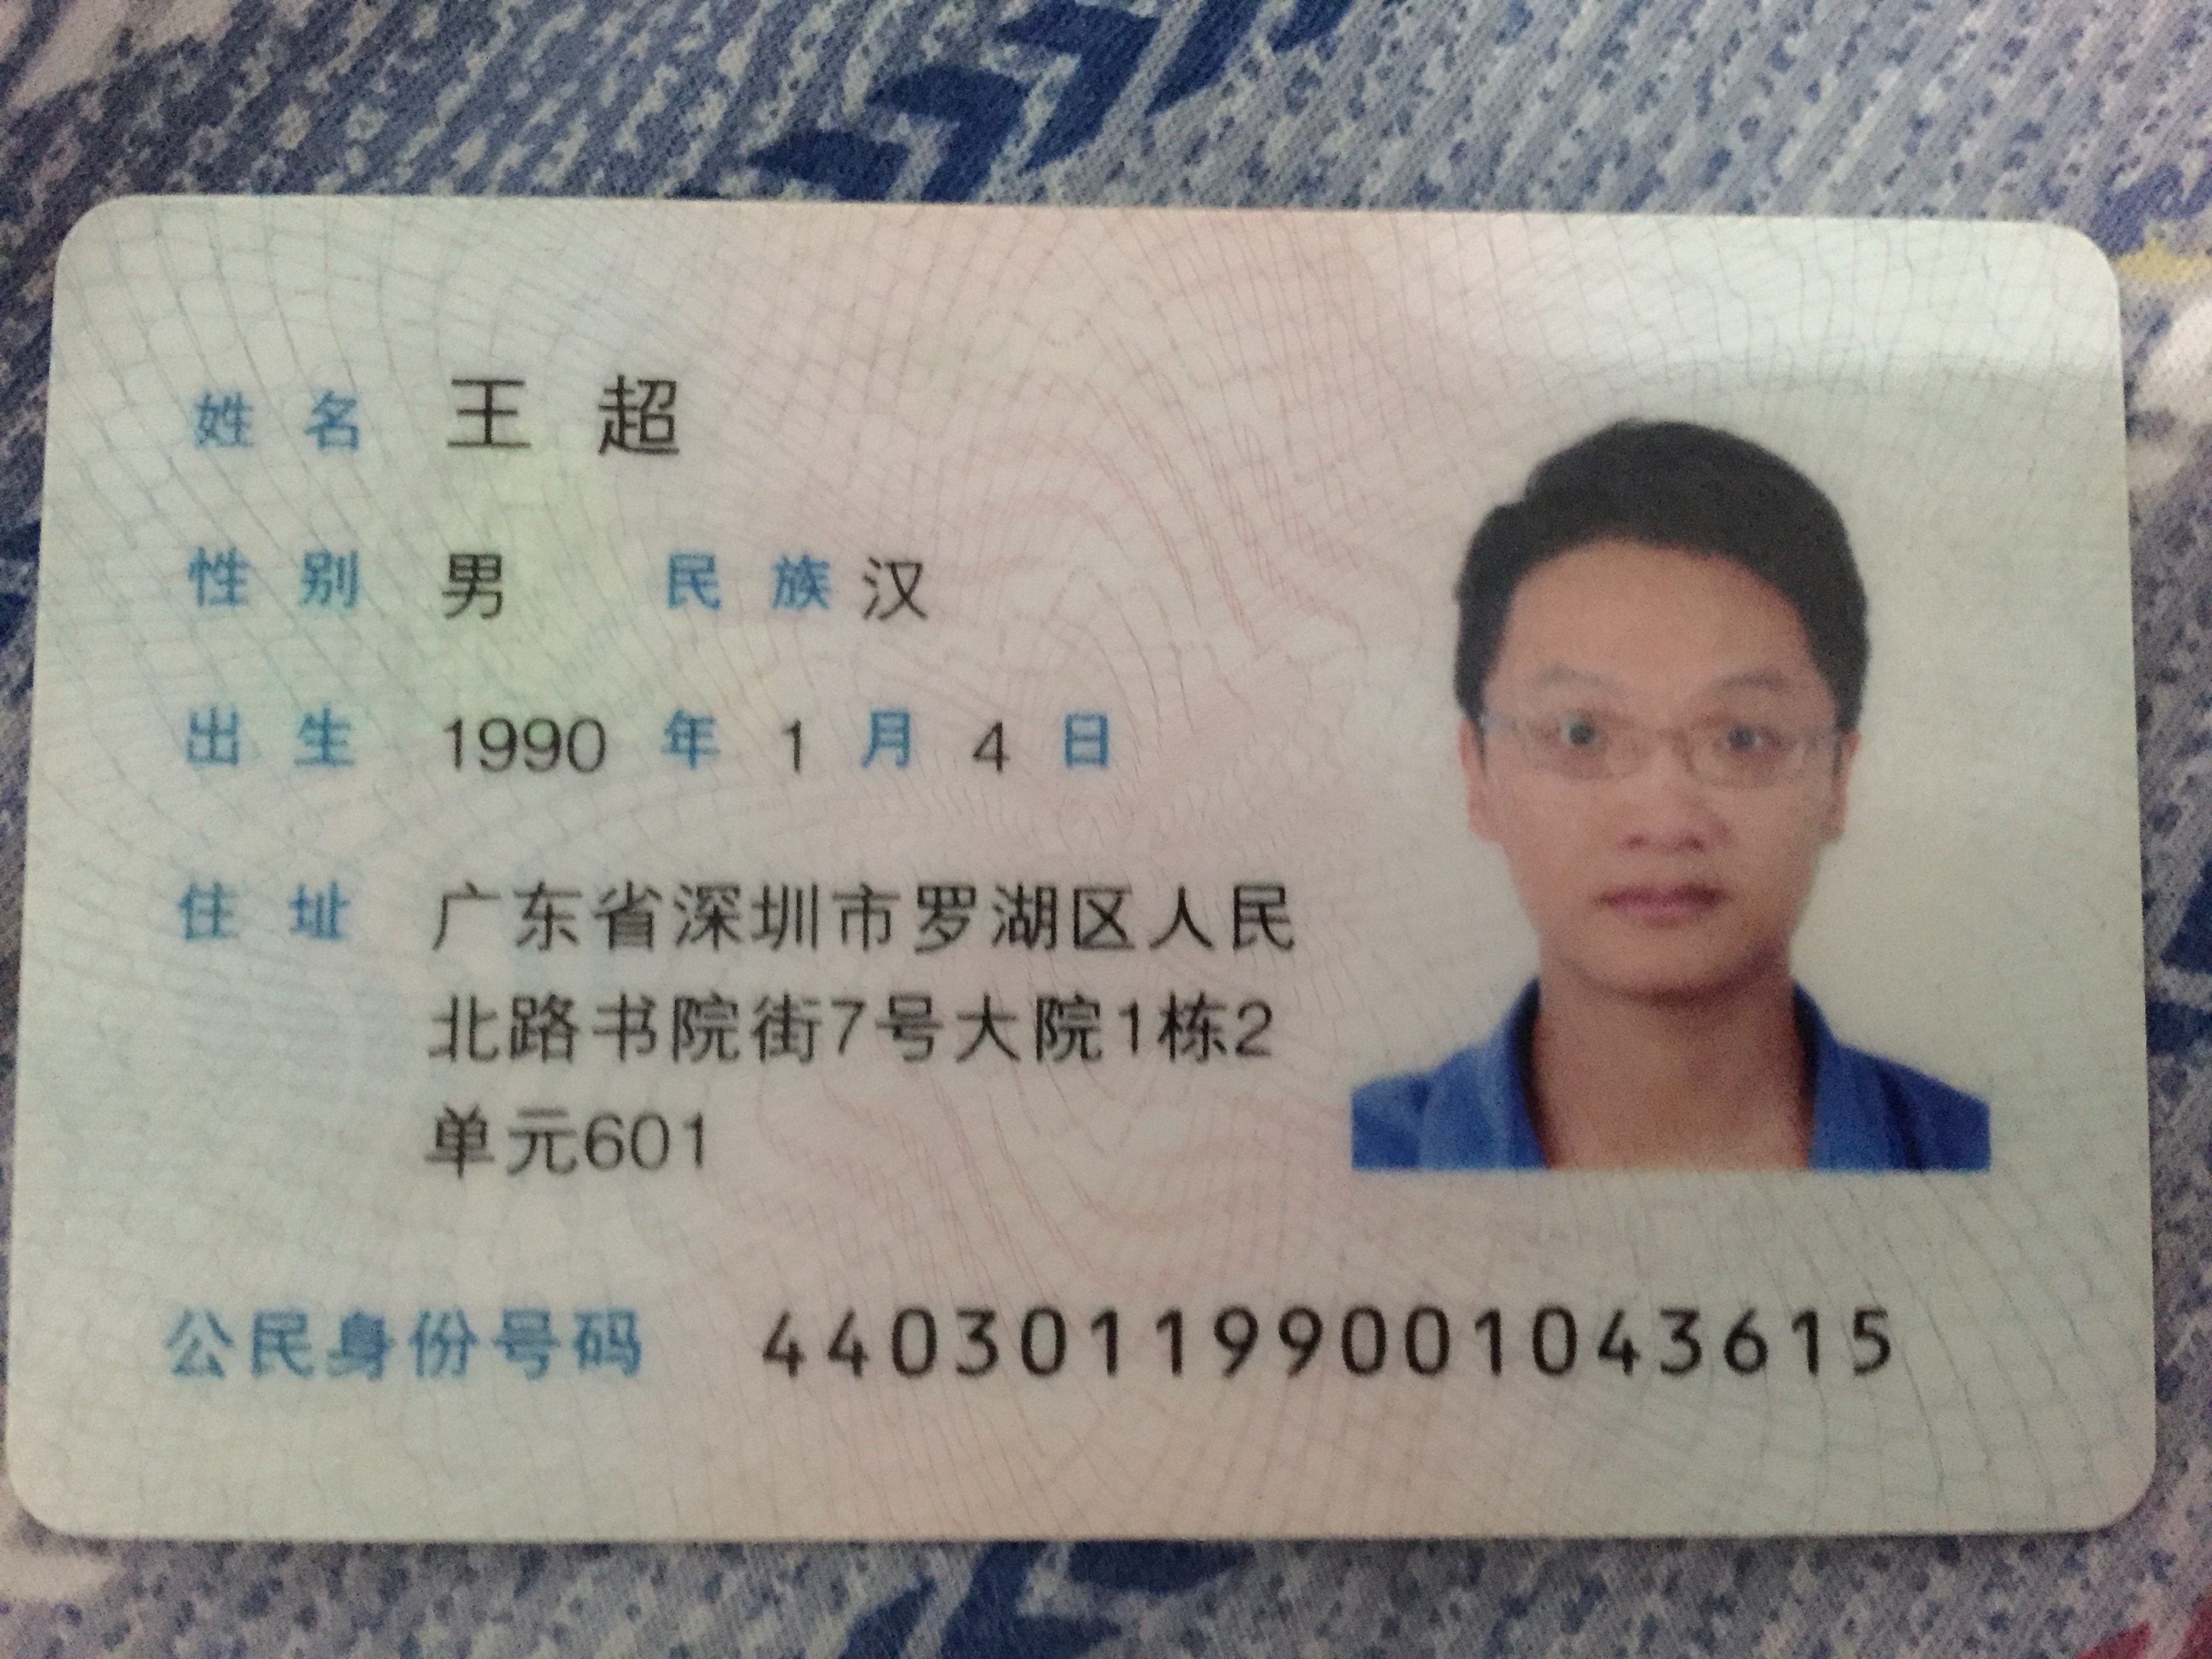 姓名 王超
性别 男 民族 汉
出生 1990 年 1 月 4 日
住址 广东省深圳市罗湖区人民
北路书院街7号大院1栋2
单元601
公民身份号码 440301199001043615